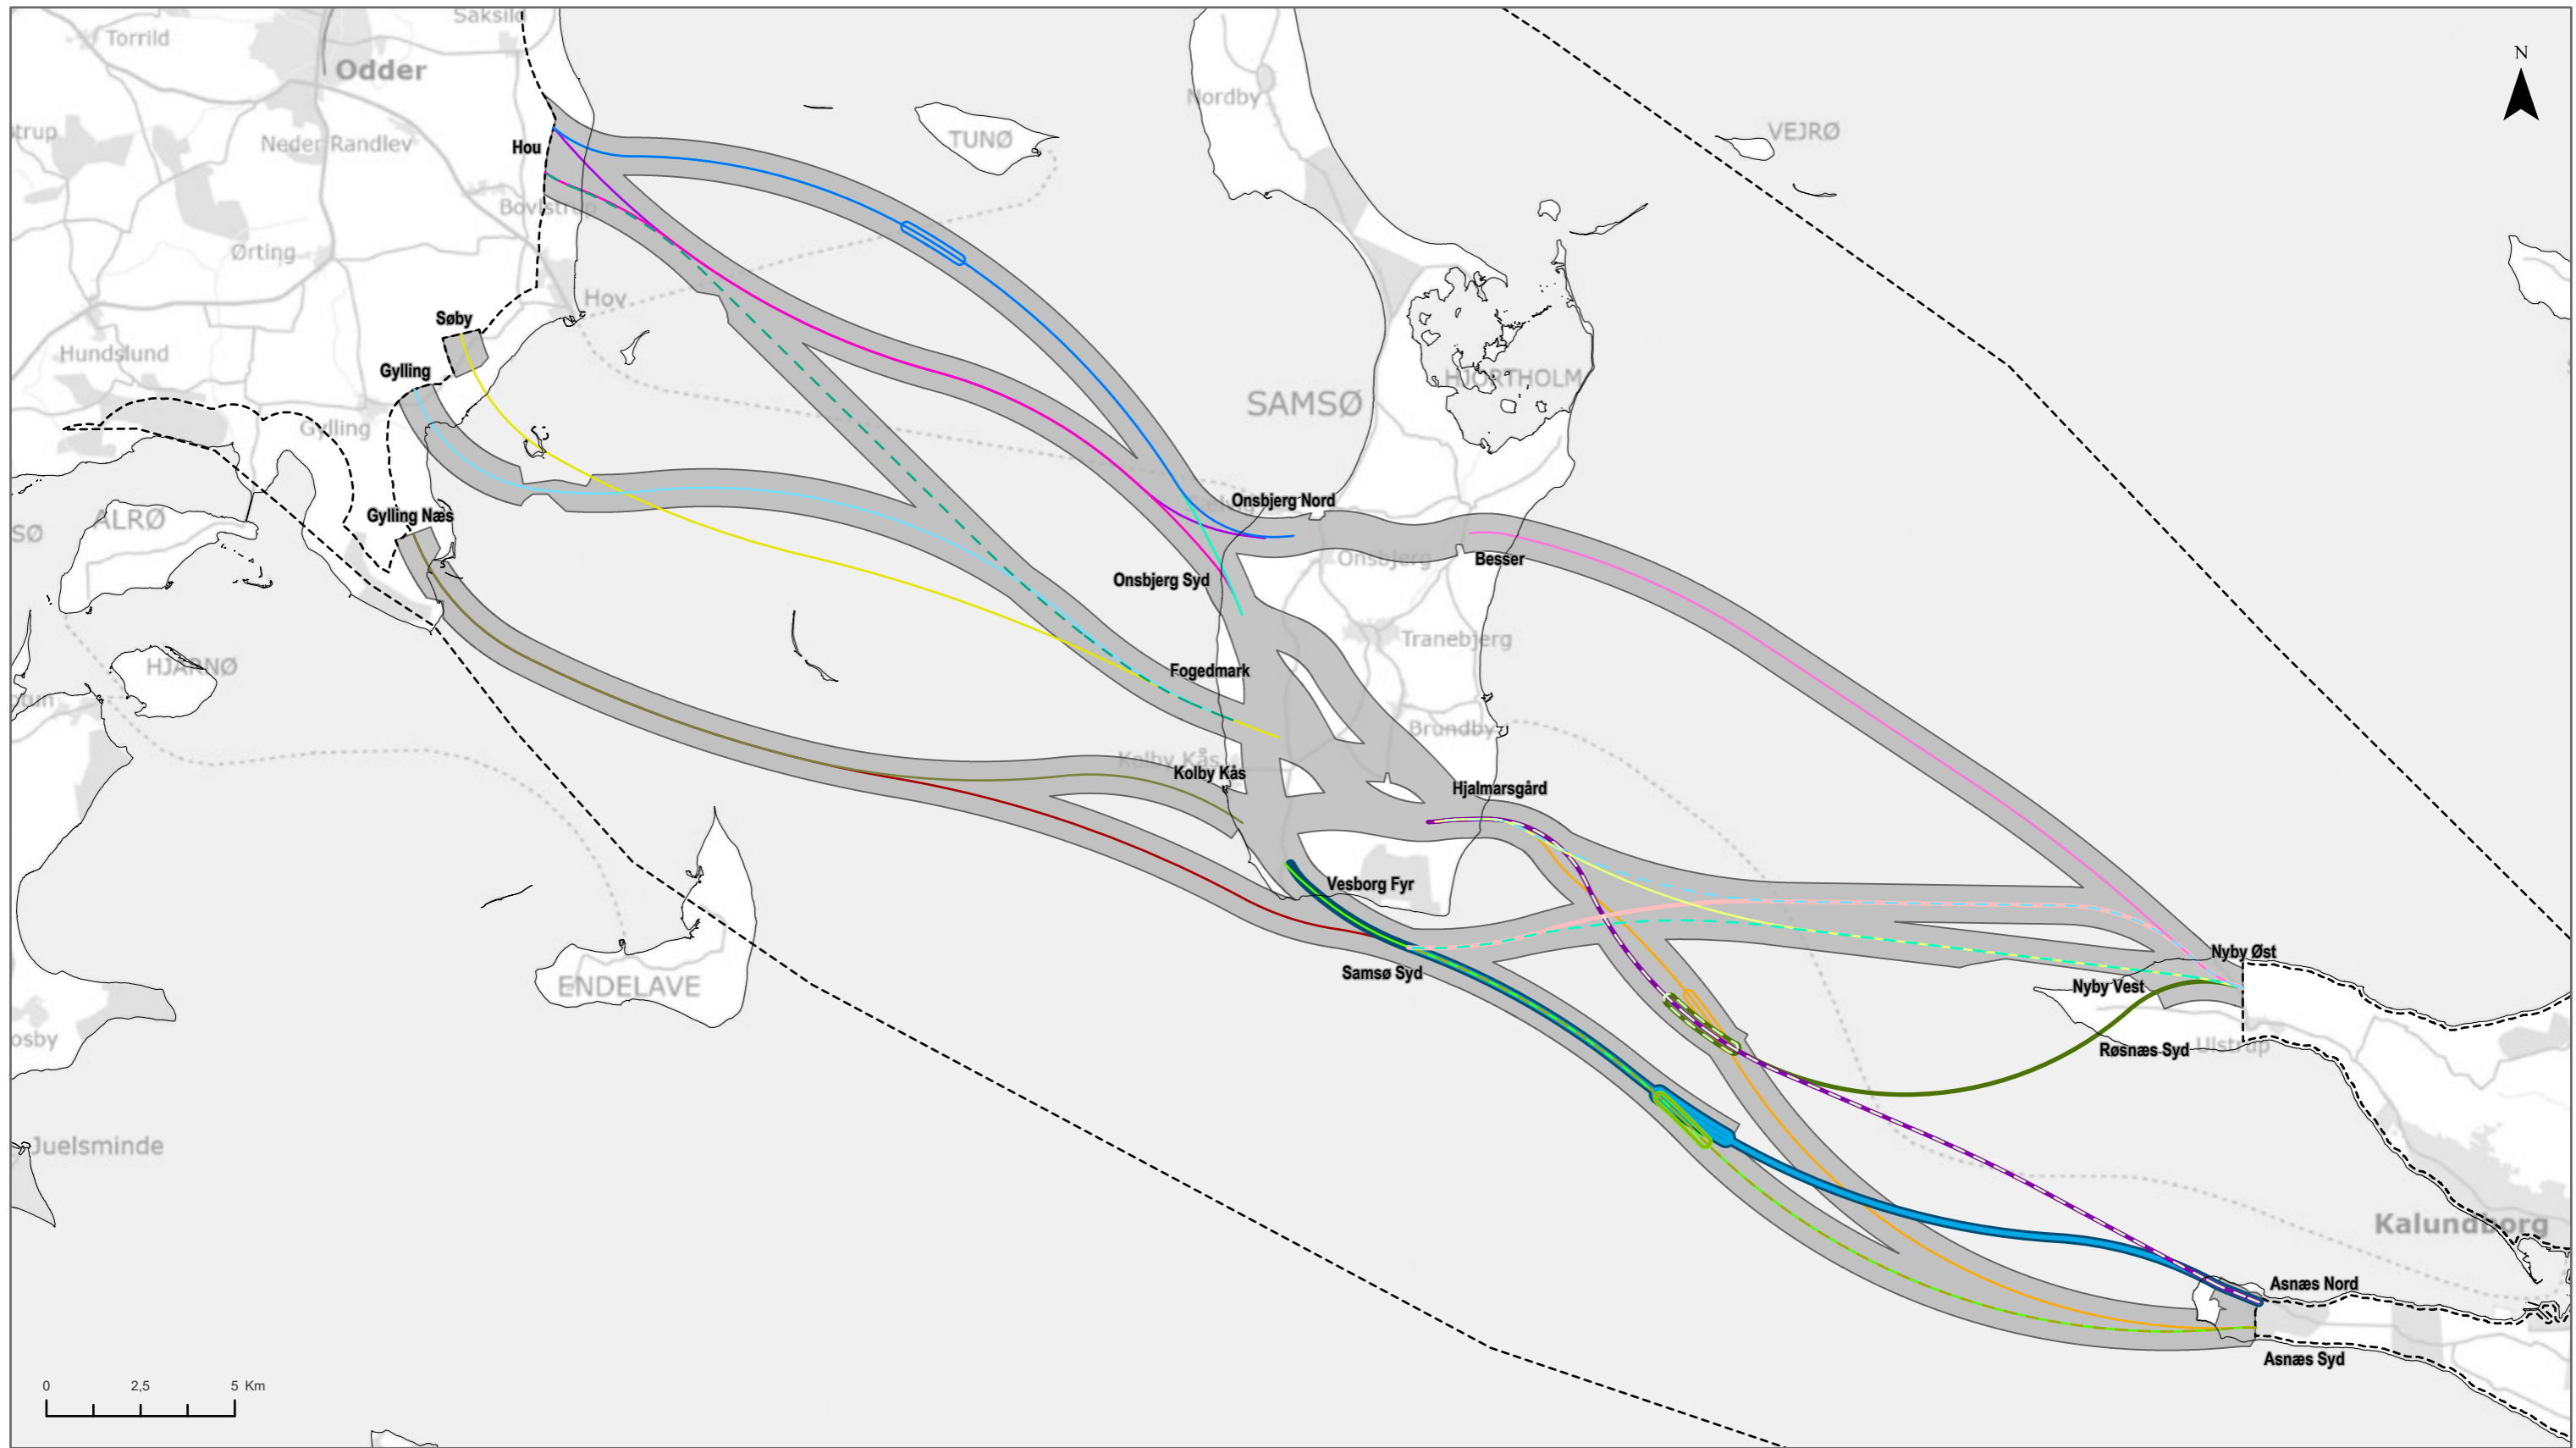 Saksild
Torrild
Odder
N
Nordby
trup
Hou
Neder Randlev
TUNØ
VEJRØ
Bovlstrup
Ørting
Hov
Søby
Hundslund
Gylling
HJORTHOLM
SAMSØ
Gylling
Onsbjerg Nord
Gylling Næs
ALRØ
SØ
Onsbjerg
Besser
Onsbjerg Syd
Tranebjerg
HJARNØ
Fogedmark
Brundby
Kolby Kås
Kolby Kås
Hjalmarsgård
Vesborg Fyr
Nyby Øst
Samsø Syd
Nyby Vest
ENDELAVE
osby
Røsnæs Syd
Ulstrup
Juelsminde
Kalundborg
Asnæs Nord
Asnæs Syd
0 2,5 5 Km